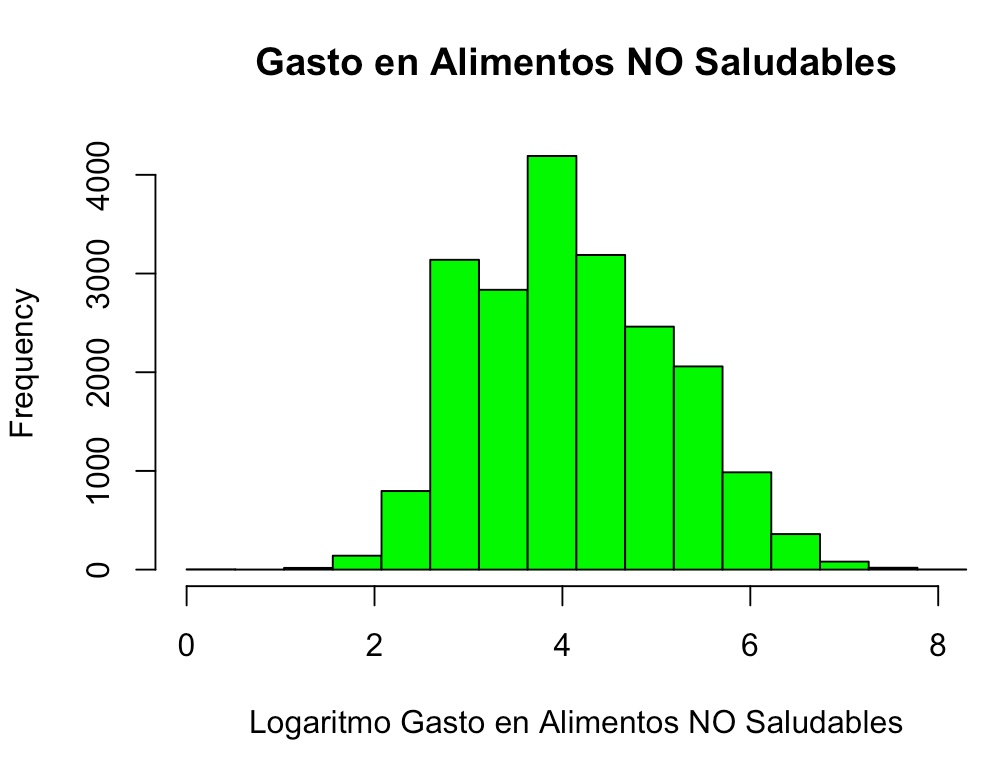 Gasto en Alimentos NO Saludables
4000
3000
2000
1000
0
Frequency
0 2 4 6 8
Logaritmo Gasto en Alimentos NO Saludables